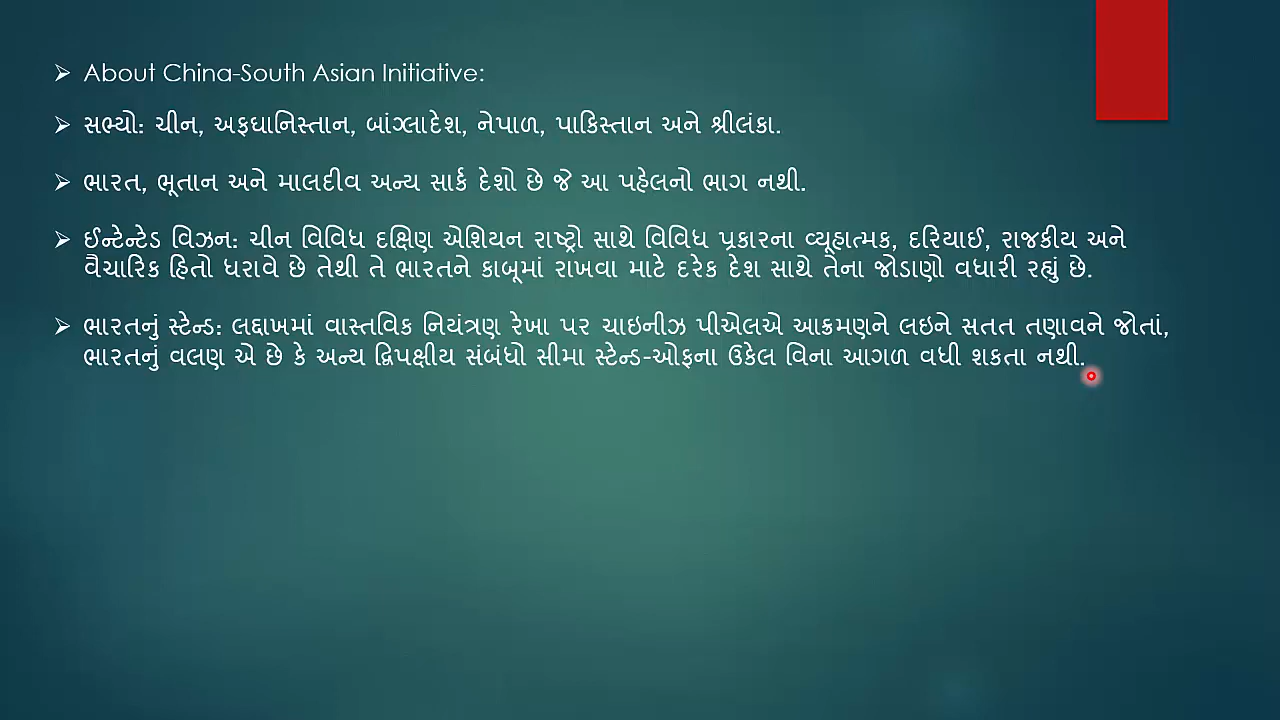 About China-South Asian Initiative:
સભ્યો: ચીન, અફઘાનિસ્તાન, બાંગ્લાદેશ, નેપાળ, પાકિસ્તાન અને શ્રીલંકા.
ભારત, ભૂતાન અને માલદીવ અન્ય સાર્ક દેશો છે જે આ પહેલનો ભાગ નથી.
ઈન્ટેન્ટેડ વિઝન: ચીન વિવિધ દક્ષિણ એશિયન રાષ્ટ્રો સાથે વિવિધ પ્રકારના વ્યૂહાત્મક, દરિયાઈ, રાજકીય અને
વૈચારિક હિતો ધરાવે છે તેથી તે ભારતને કાબૂમાં રાખવા માટે દરેક દેશ સાથે તેના જોડાણો વધારી રહ્યું છે.
ભારતનું સ્ટેન્ડ: લદ્દાખમાં વાસ્તવિક નિયંત્રણ રેખા પર ચાઇનીઝ પીએલએ આક્રમણને લઇને સતત તણાવને જોતાં,
ભારતનું વલણ એ છે કે અન્ય દ્વિપક્ષીય સંબંધો સીમા સ્ટેન્ડ-ઓફના ઉકેલ વિના આગળ વધી શકતા નથી.